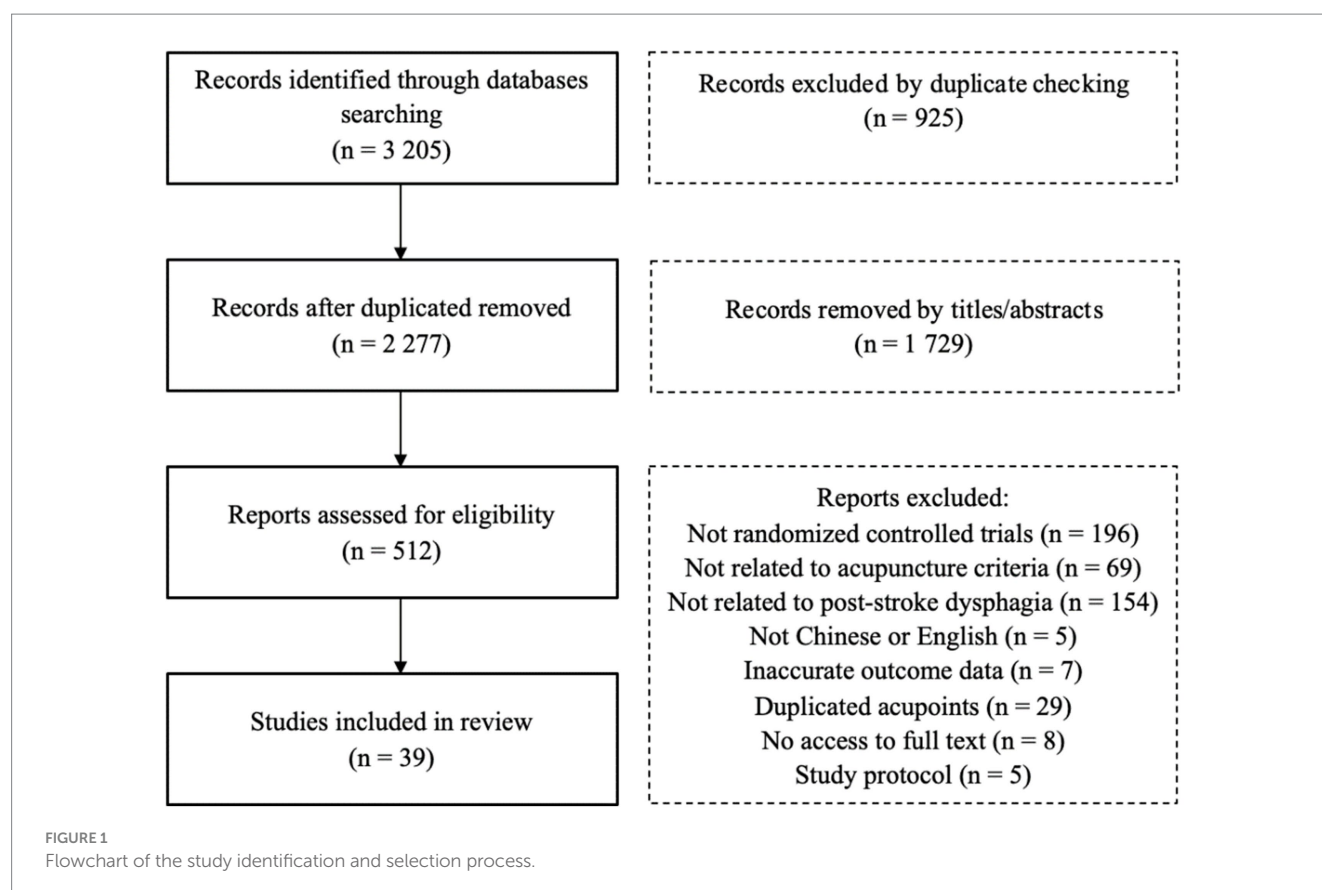 Records identified through databases
searching
(n = 3 205)
Records excluded by duplicate checking
(n = 925)
Records after duplicated removed
(n = 2 277)
Records removed by titles/abstracts
(n = 1 729)
Reports assessed for eligibility
(n = 512)
Reports excluded:
Not randomized controlled trials (n = 196)
Not related to acupuncture criteria (n = 69)
Not related to post-stroke dysphagia (n = 154)
Not Chinese or English (n = 5)
Inaccurate outcome data (n = 7)
Duplicated acupoints (n = 29)
No access to full text (n = 8)
Study protocol (n = 5)
Studies included in review
(n = 39)
FIGURE 1
Flowchart of the study identification and selection process.